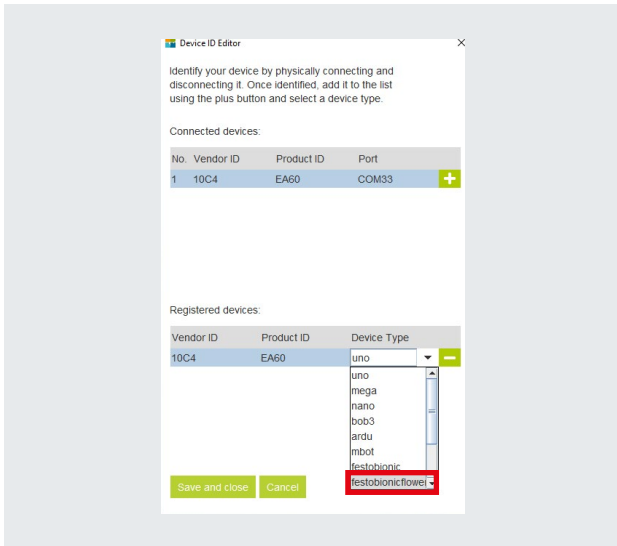 Device ID Editor
Identify your device by physically connecting and
disconnecting it. Once identified, add it to the list
using the plus button and select a device type.
Connected devices:
No. Vendor ID Product ID Port
1 10C4 EA60 COM33
Registered devices:
Vendor ID Product ID Device Type
10C4 EA60 uno
uno
mega
nano
bob3
ardu
mbot
festobionic
festobionicflower
Save and close Cancel